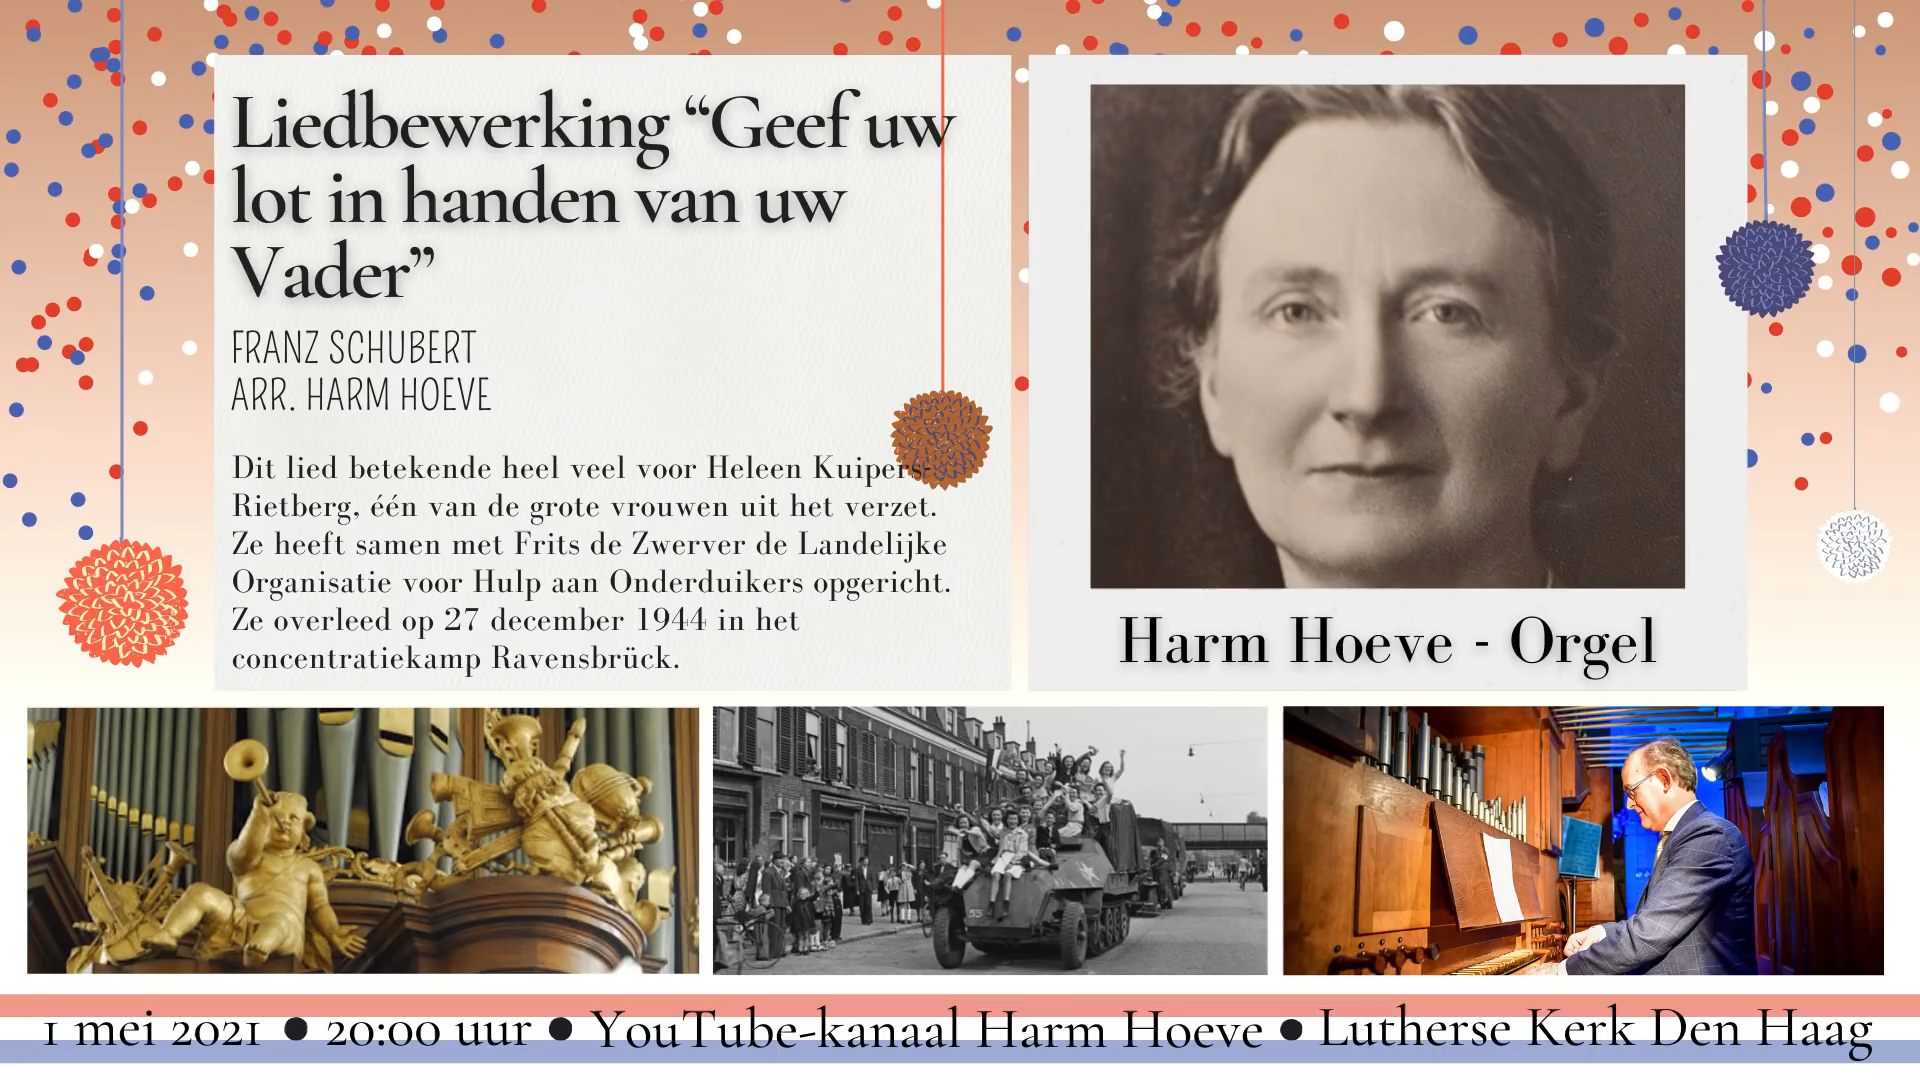 Liedbewerking “Geef uw
lot in handen van uw
Vader”
FRANZ SCHUBERT
ARR. HARM HOEVE
Dit lied betekende heel veel voor Heleen Kuipers-
Rietberg, één van de grote vrouwen uit het verzet.
Ze heeft samen met Frits de Zwerver de Landelijke
Organisatie voor Hulp aan Onderduikers opgericht.
Ze overleed op 27 december 1944 in het
concentratiekamp Ravensbrück.
Harm Hoeve - Orgel
55
1 mei 2021 ● 20:00 uur ● YouTube-kanaal Harm Hoeve ● Lutherse Kerk Den Haag